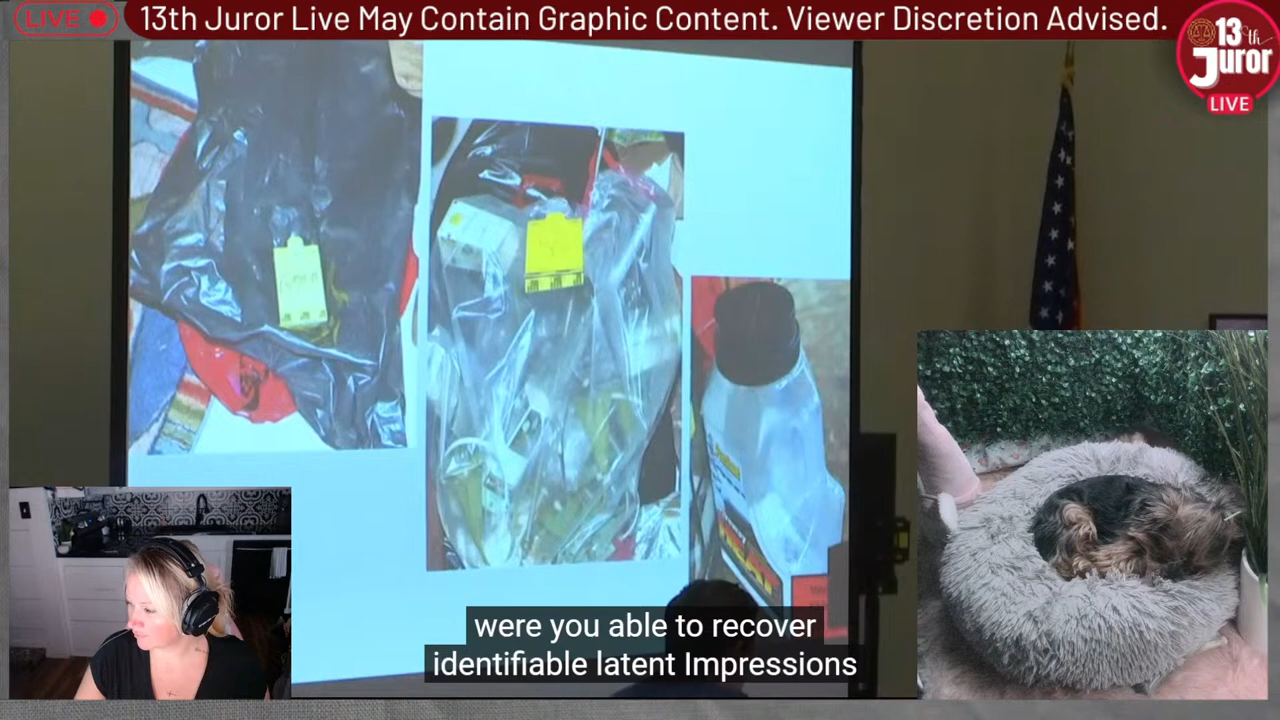 LIVE
13th Juror Live May Contain Graphic Content. Viewer Discretion Advised.
13th
Juror
LIVE
were you able to recover
identifiable latent Impressions